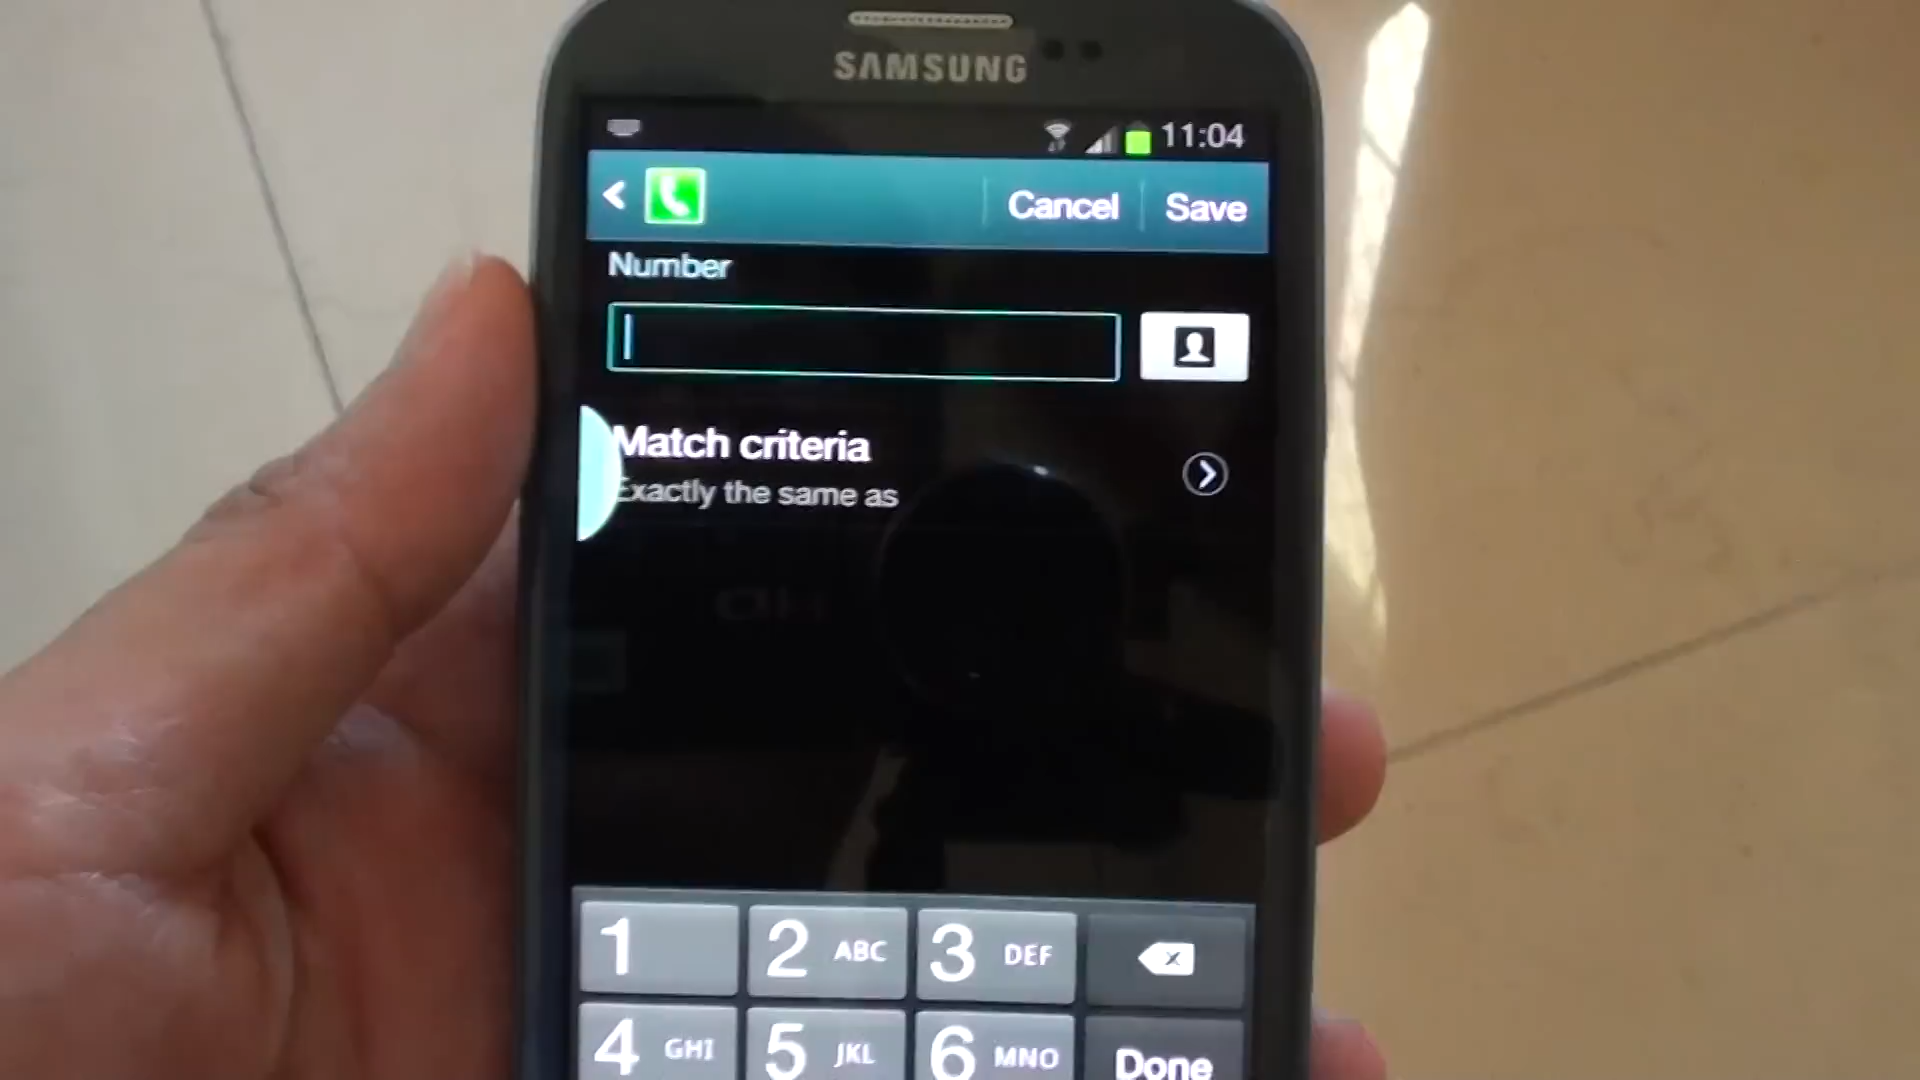 SAMSUNG
11:04
Cancel Save
Number
Match criteria
Exactly the same as
1 2 ABC 3 DEF
4 GHI 5 JKL 6 MNO Done